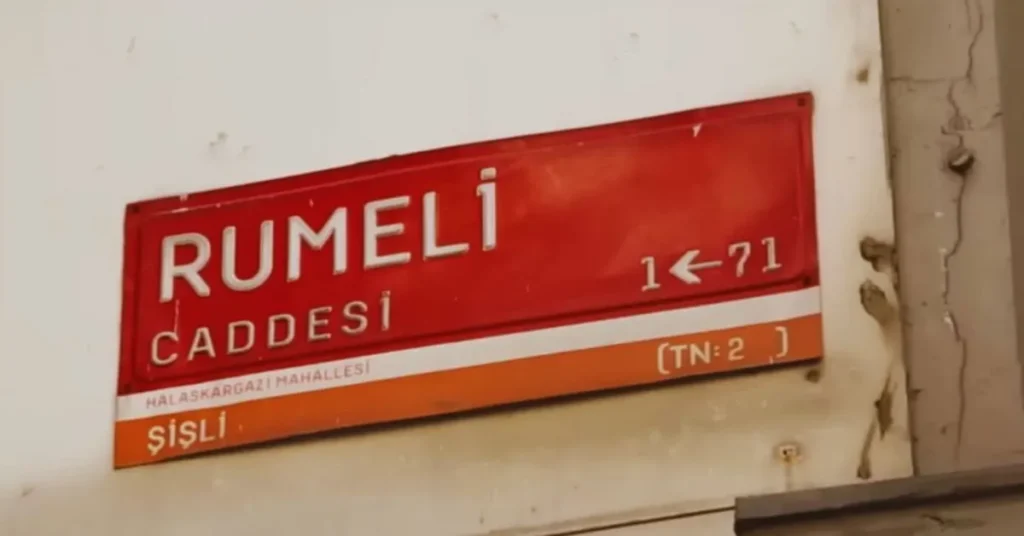 RUMELİ
1←71
CADDESİ
HALASKARGAZİ MAHALLESİ
ŞİŞLİ
(TN: 2 )